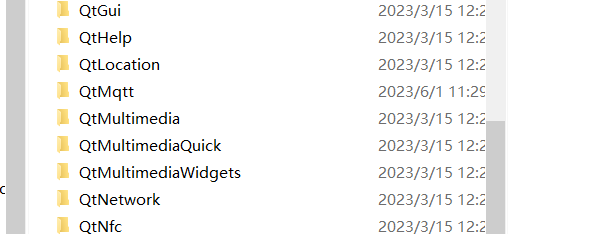 QtGui 2023/3/15 12:2
QtHelp 2023/3/15 12:2
QtLocation 2023/3/15 12:2
QtMqtt 2023/6/1 11:29
QtMultimedia 2023/3/15 12:2
QtMultimediaQuick 2023/3/15 12:2
QtMultimediaWidgets 2023/3/15 12:2
QtNetwork 2023/3/15 12:2
QtNfc 2023/3/15 12:2